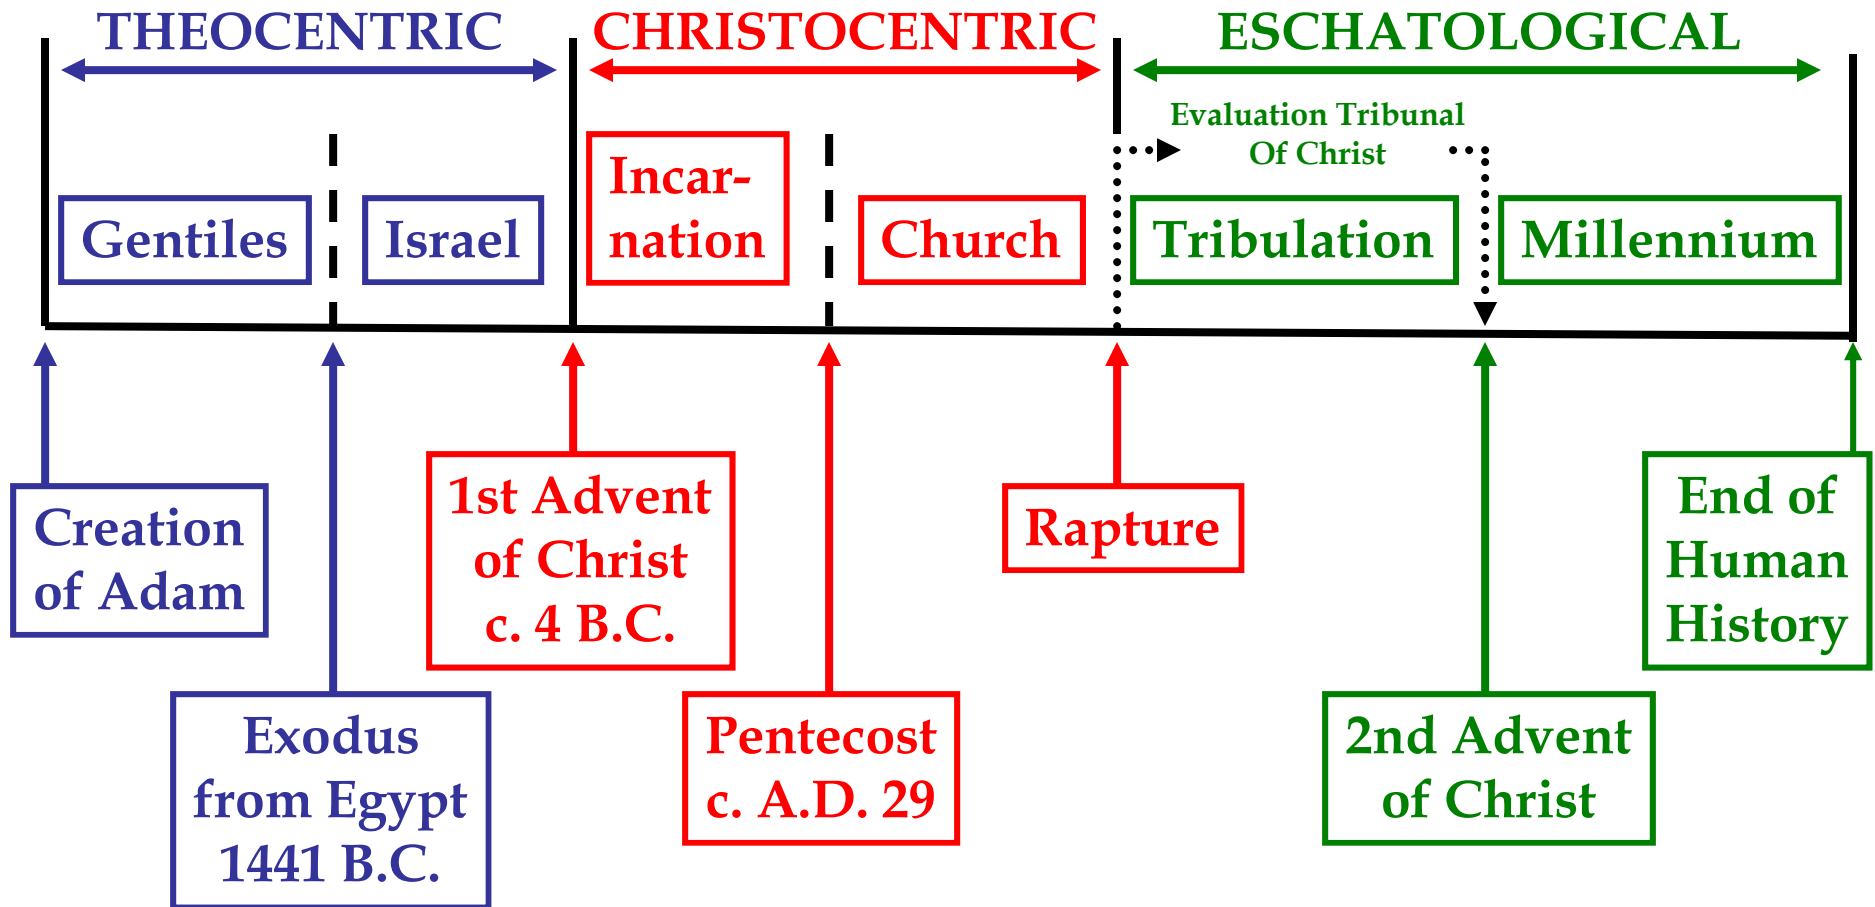 THEOCENTRIC
CHRISTOCENTRIC
ESCHATOLOGICAL
Evaluation Tribunal
Of Christ
Gentiles
Israel
Incar-
nation
Church
Tribulation
Millennium
Creation
of Adam
Exodus
from Egypt
1441 B.C.
1st Advent
of Christ
c. 4 B.C.
Pentecost
c. A.D. 29
Rapture
2nd Advent
of Christ
End of
Human
History